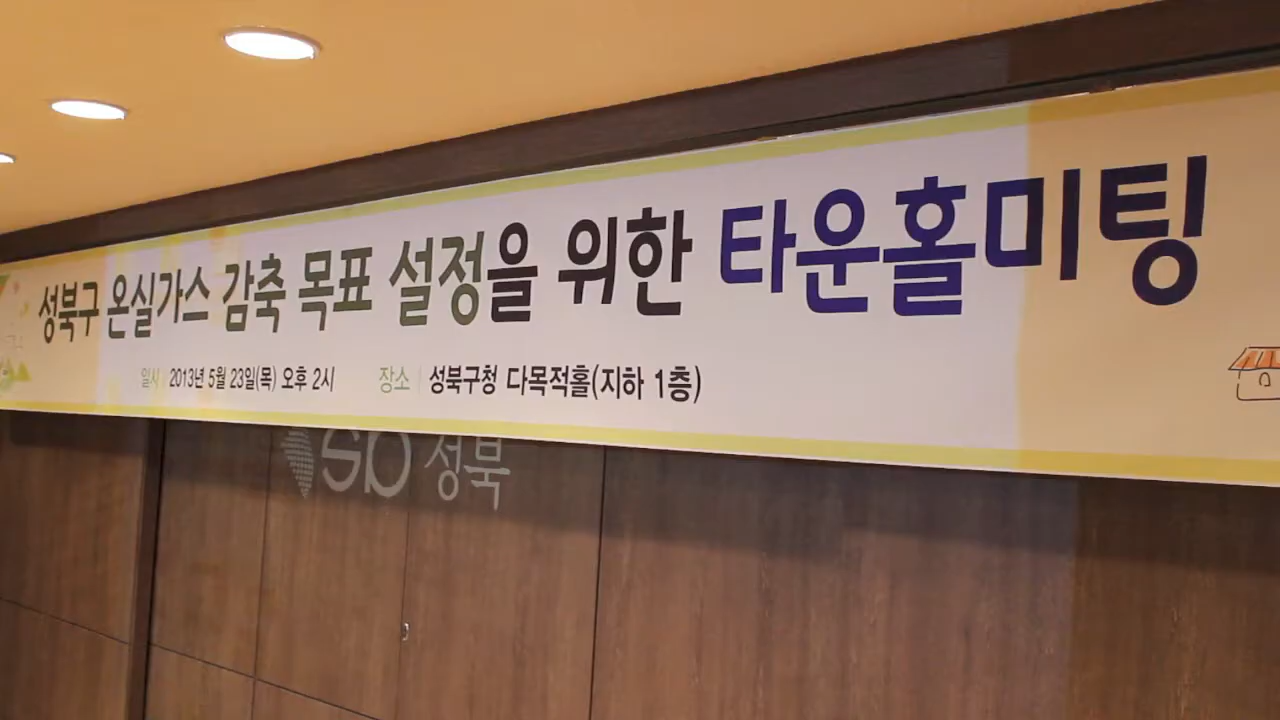 성북구 온실가스 감축 목표 설정을 위한 타운홀미팅
일시 2013년 5월 23일(목) 오후 2시 장소 성북구청 다목적홀(지하 1층)
sb 성북